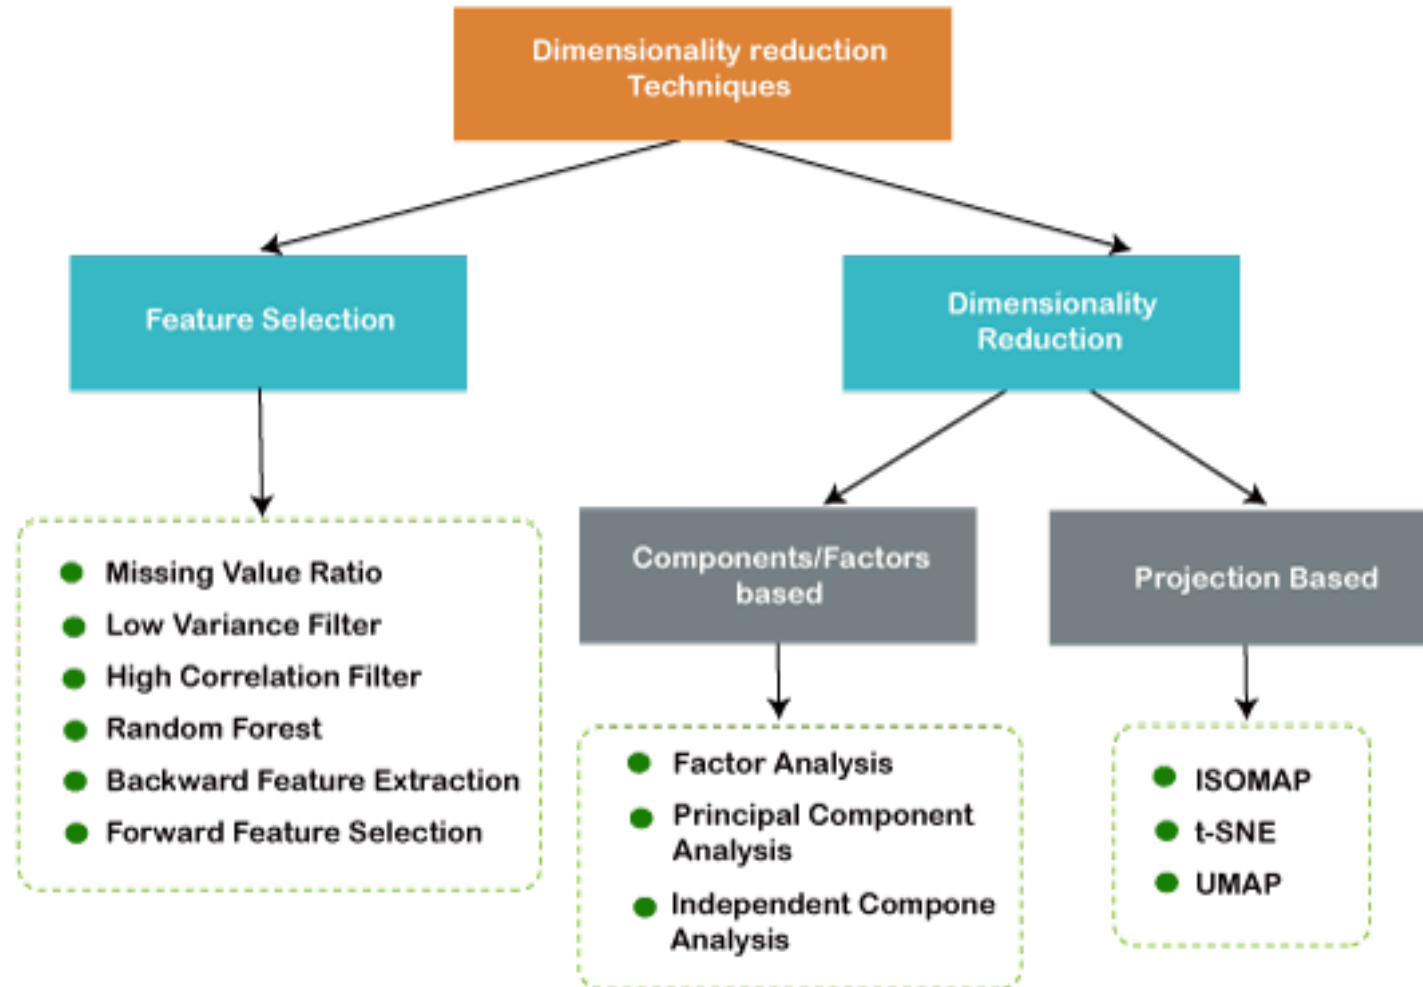 Dimensionality reduction
Techniques
Feature Selection
Dimensionality
Reduction
Missing Value Ratio
Low Variance Filter
High Correlation Filter
Random Forest
Backward Feature Extraction
Forward Feature Selection
Components/Factors
based
Factor Analysis
Principal Component
Analysis
Independent Compone
Analysis
Projection Based
ISOMAP
t-SNE
UMAP